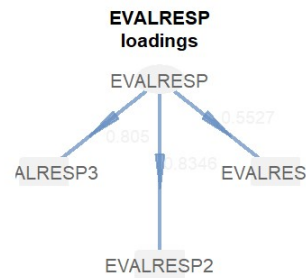 EVALRESP
loadings
EVALRESP
0.5527
0.805
0.8346
ALRESP3
EVALRES
EVALRESP2